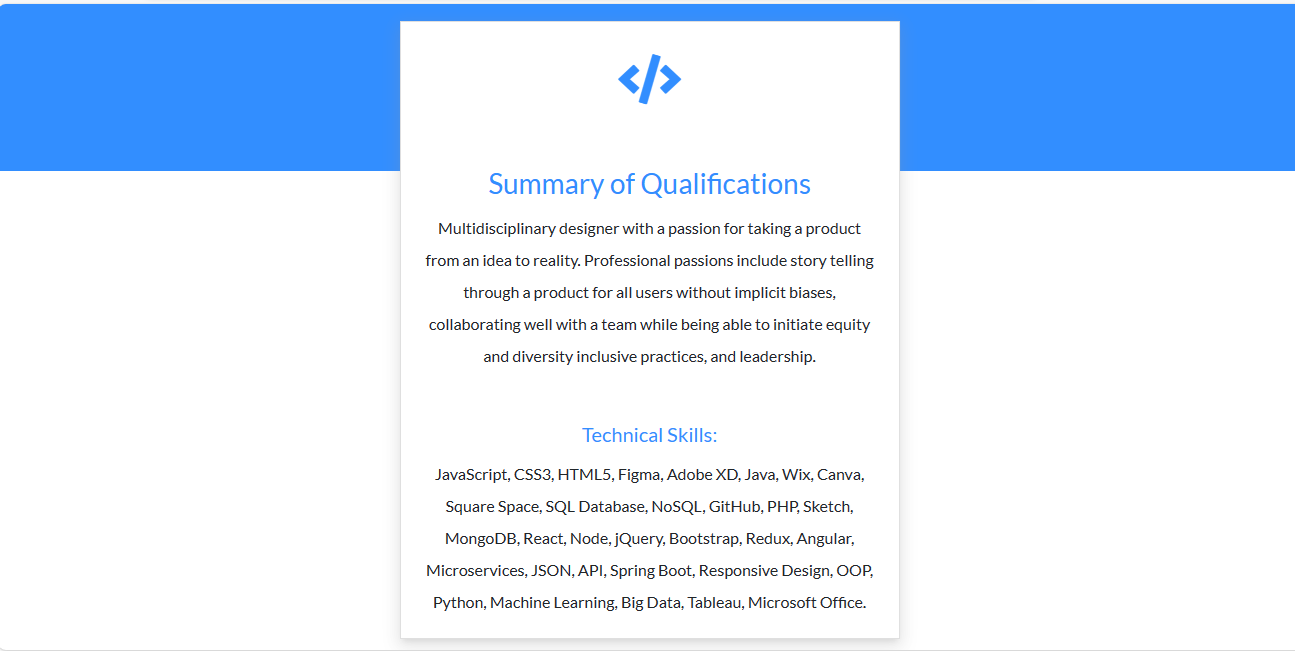 Summary of Qualifications
Multidisciplinary designer with a passion for taking a product
from an idea to reality. Professional passions include story telling
through a product for all users without implicit biases,
collaborating well with a team while being able to initiate equity
and diversity inclusive practices, and leadership.
Technical Skills:
JavaScript, CSS3, HTML5, Figma, Adobe XD, Java, Wix, Canva,
Square Space, SQL Database, NoSQL, GitHub, PHP, Sketch,
MongoDB, React, Node, jQuery, Bootstrap, Redux, Angular,
Microservices, JSON, API, Spring Boot, Responsive Design, OOP,
Python, Machine Learning, Big Data, Tableau, Microsoft Office.